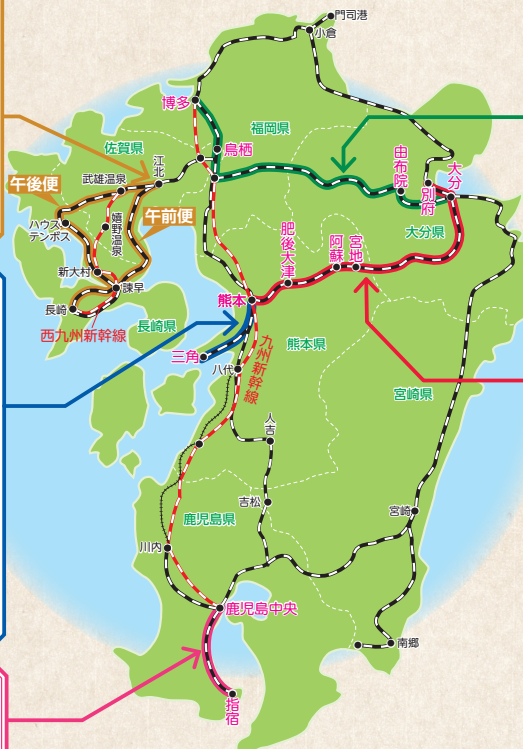 門司港
小倉
博多
福岡県
鳥栖
佐賀県
江北
武雄温泉
由布院
大分
別府
大分県
午後便
午前便
ハウス
テンボス
嬉野温泉
新大村
諫早
長崎
西九州新幹線
長崎県
肥後大津
阿蘇
宮地
熊本
三角
八代
九州新幹線
熊本県
宮崎県
人吉
吉松
宮崎
鹿児島県
川内
鹿児島中央
南郷
指宿